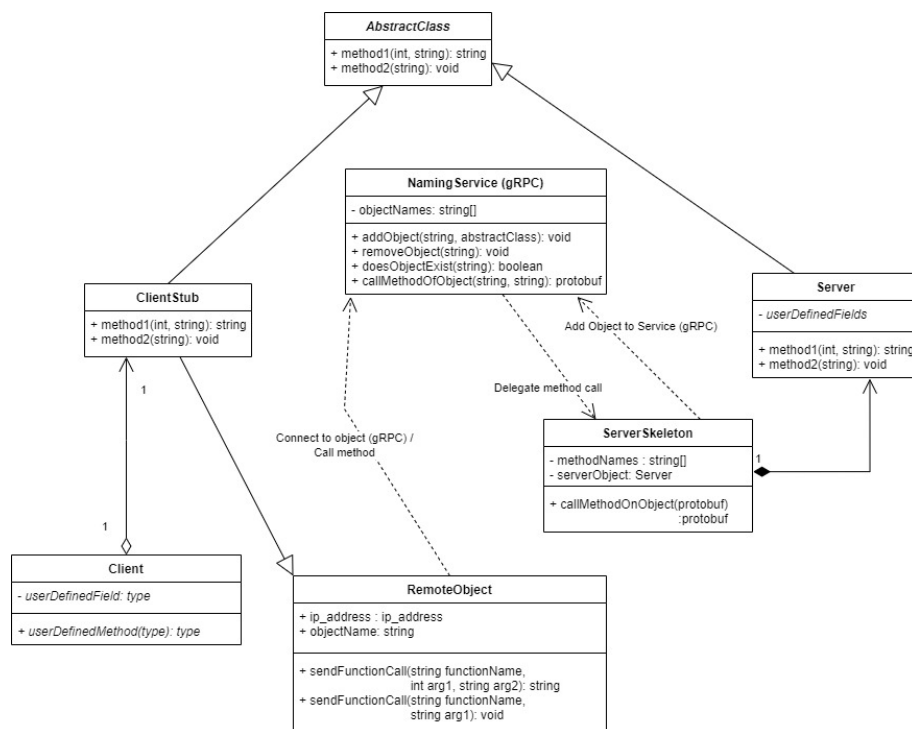 AbstractClass
+ method1(int, string): string
+ method2(string): void
NamingService (gRPC)
- objectNames: string[]
+ addObject(string, abstractClass): void
+ removeObject(string): void
+ doesObjectExist(string): boolean
+ callMethodOfObject(string, string): protobuf
ClientStub
+ method1(int, string): string
+ method2(string): void
Server
- userDefinedFields
+ method1(int, string): string
+ method2(string): void
Add Object to Service (gRPC)
Delegate method call
1
ServerSkeleton
- methodNames : string[]
- serverObject: Server
+ callMethodOnObject(protobuf)
:protobuf
1
Connect to object (gRPC) /
Call method
1
Client
- userDefinedField: type
+ userDefinedMethod(type): type
RemoteObject
+ ip_address : ip_address
+ objectName: string
+ sendFunctionCall(string functionName,
int arg1, string arg2): string
+ sendFunctionCall(string functionName,
string arg1): void